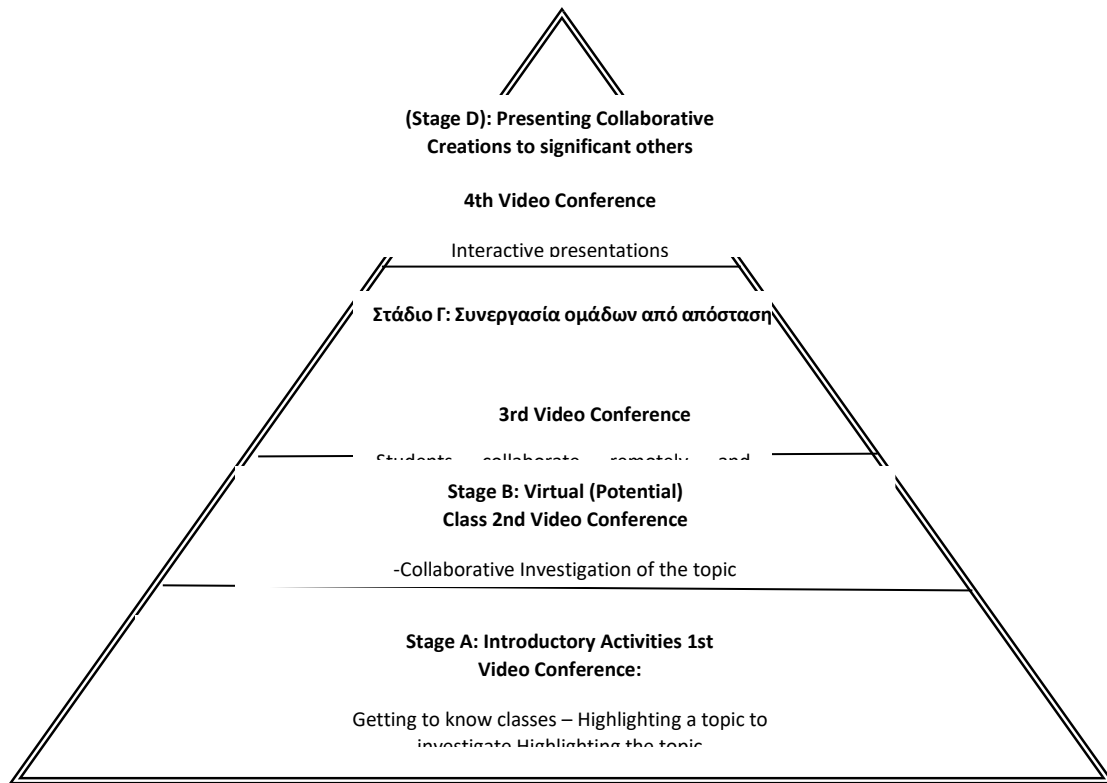 (Stage D): Presenting Collaborative
Creations to significant others
4th Video Conference
Interactive presentations
Στάδιο Γ: Συνεργασία ομάδων από απόσταση
3rd Video Conference
Students collaborate remotely and
Stage B: Virtual (Potential)
Class 2nd Video Conference
-Collaborative Investigation of the topic
Stage A: Introductory Activities 1st
Video Conference:
Getting to know classes – Highlighting a topic to
investigate Highlighting the topic